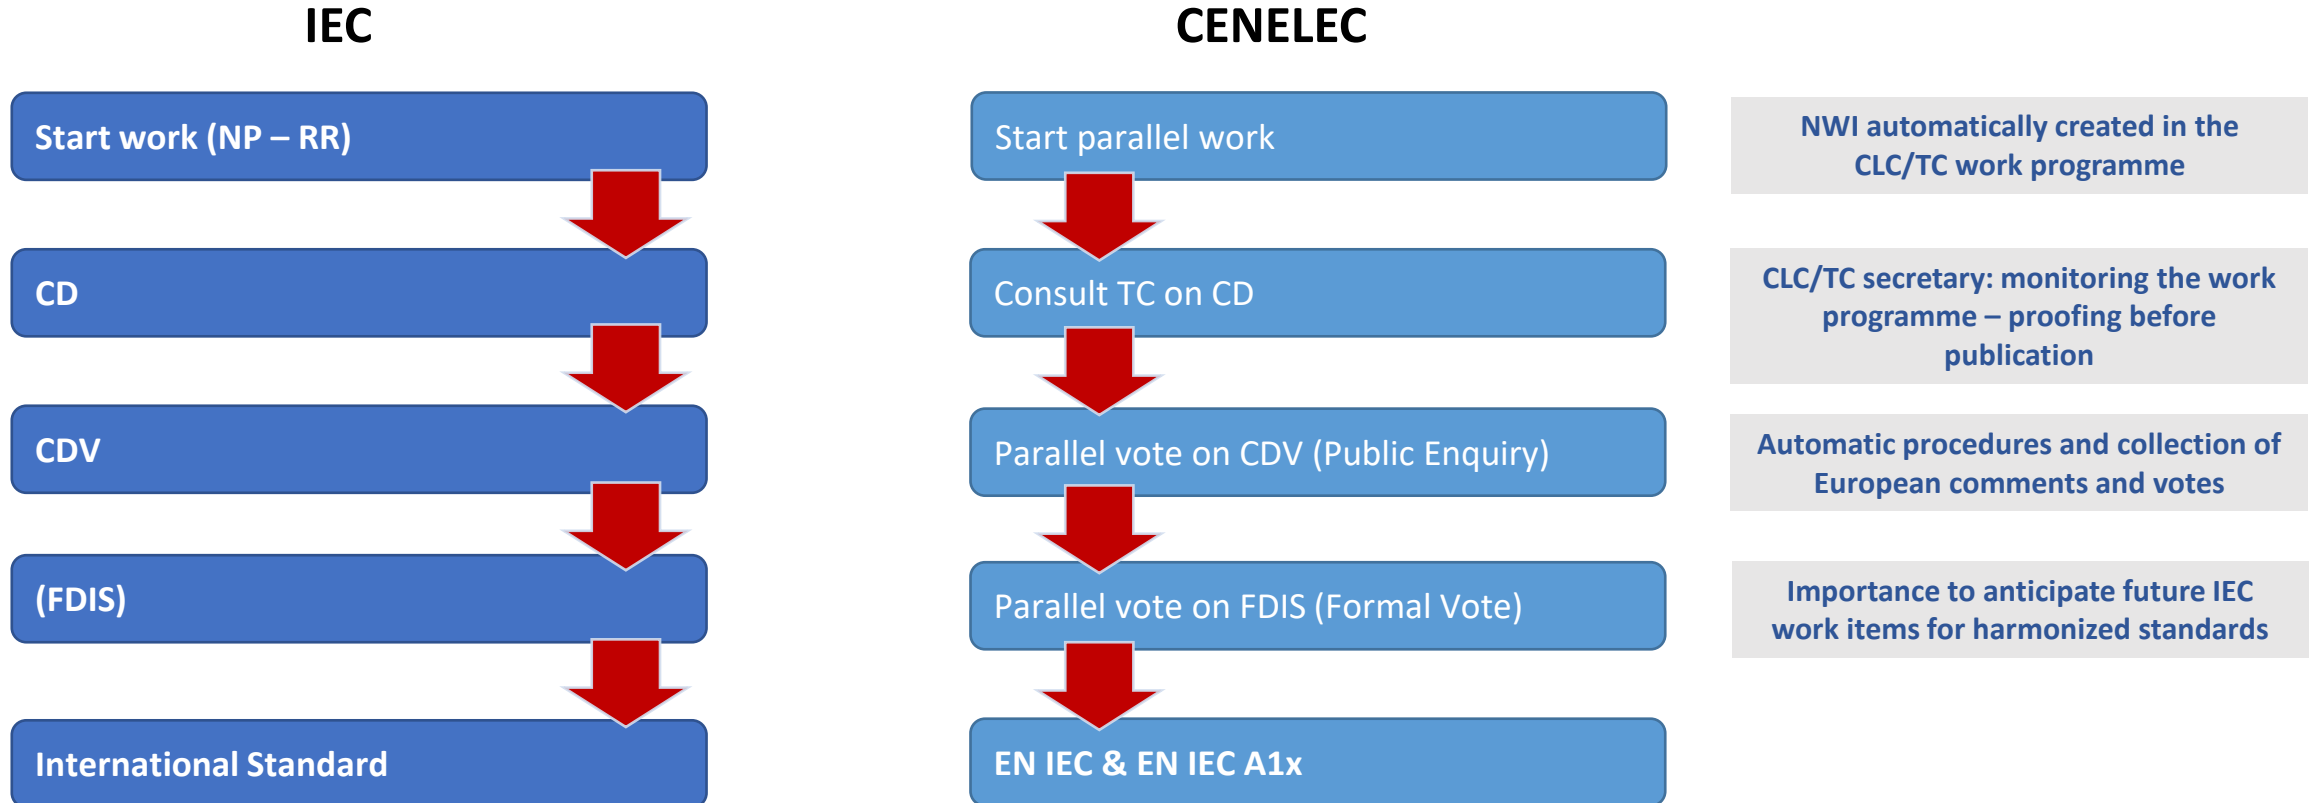 IEC
CENELEC
Start work (NP – RR)
Start parallel work
NWI automatically created in the
CLC/TC work programme
CD
Consult TC on CD
CLC/TC secretary: monitoring the work
programme – proofing before
publication
CDV
Parallel vote on CDV (Public Enquiry)
Automatic procedures and collection of
European comments and votes
(FDIS)
Parallel vote on FDIS (Formal Vote)
Importance to anticipate future IEC
work items for harmonized standards
International Standard
EN IEC & EN IEC A1x